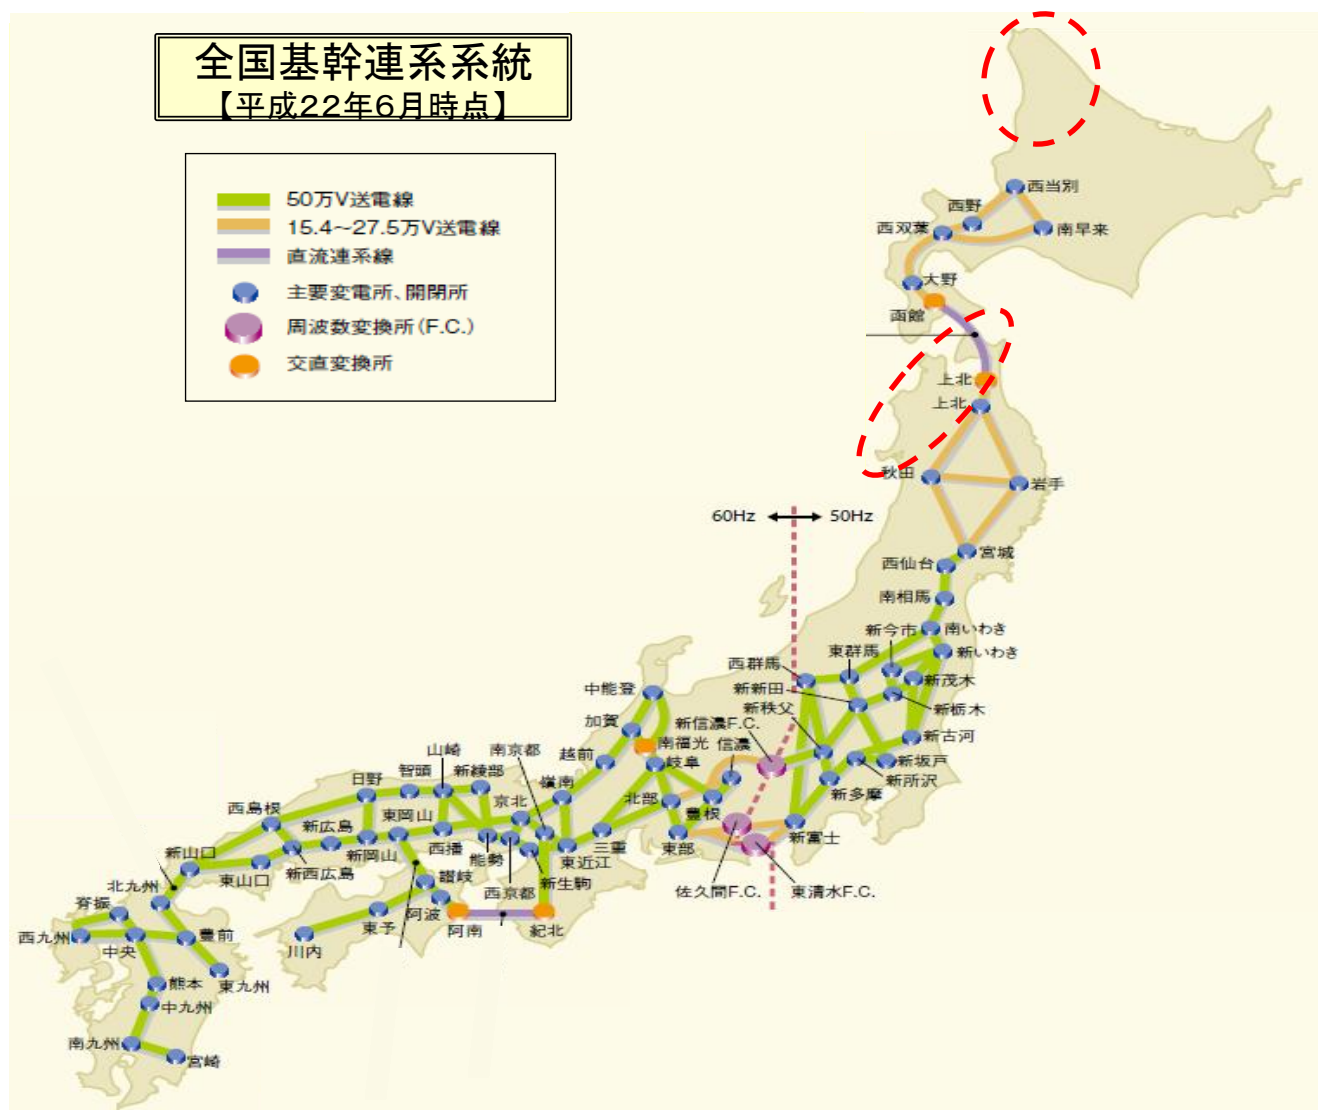 全国基幹連系系統
【平成22年6月時点】
50万V送電線
15.4～27.5万V送電線
直流連系線
主要変電所、開閉所
周波数変換所(F.C.)
交直変換所
西当別
西野
西双葉
南早来
大野
函館
上北
上北
秋田
岩手
60Hz
50Hz
宮城
西仙台
南相馬
新今市
南いわき
東群馬
新いわき
西群馬
新茂木
中能登
新新田
新栃木
新秩父
加賀
新信濃F.C.
新古河
南福光
信濃
山崎
南京都
越前
岐阜
新坂戸
智頭
新綾部
新所沢
日野
嶺南
新多摩
京北
北部
西島根
東岡山
豊根
新広島
新富士
新山口
新岡山
西播
能勢
三重
東部
東近江
東山口
新西広島
讃岐
新生駒
北九州
西京都
佐久間F.C.
東清水F.C.
脊振
阿波
東予
阿南
紀北
西九州
中央
豊前
川内
熊本
東九州
中九州
南九州
宮崎